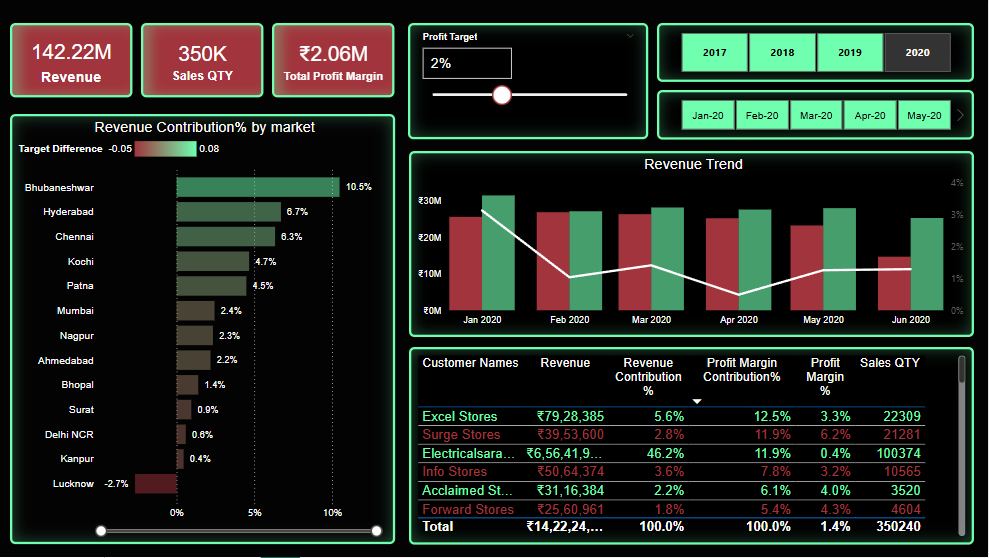 142.22M
Revenue
350K
Sales QTY
₹2.06M
Total Profit Margin
Profit Target
2%
2017 2018 2019 2020
Jan-20 Feb-20 Mar-20 Apr-20 May-20
Revenue Contribution% by market
Target Difference -0.05 0.08
Bhubaneshwar 10.5%
Hyderabad 6.7%
Chennai 6.3%
Kochi 4.7%
Patna 4.5%
Mumbai 2.4%
Nagpur 2.3%
Ahmedabad 2.2%
Bhopal 1.4%
Surat 0.9%
Delhi NCR 0.6%
Kanpur 0.4%
Lucknow -2.7%
0% 5% 10%
Revenue Trend
₹30M
₹20M
₹10M
₹0M
4%
3%
2%
1%
0%
Jan 2020 Feb 2020 Mar 2020 Apr 2020 May 2020 Jun 2020
Customer Names Revenue Revenue Contribution % Profit Margin Contribution% Profit Margin % Sales QTY
Excel Stores ₹79,28,385 5.6% 12.5% 3.3% 22309
Surge Stores ₹39,53,600 2.8% 11.9% 6.2% 21281
Electricalsara... ₹6,56,41,9... 46.2% 11.9% 0.4% 100374
Info Stores ₹50,64,374 3.6% 7.8% 3.2% 10565
Acclaimed St... ₹31,16,384 2.2% 6.1% 4.0% 3520
Forward Stores ₹25,60,961 1.8% 5.4% 4.3% 4604
Total ₹14,22,24,... 100.0% 100.0% 1.4% 350240